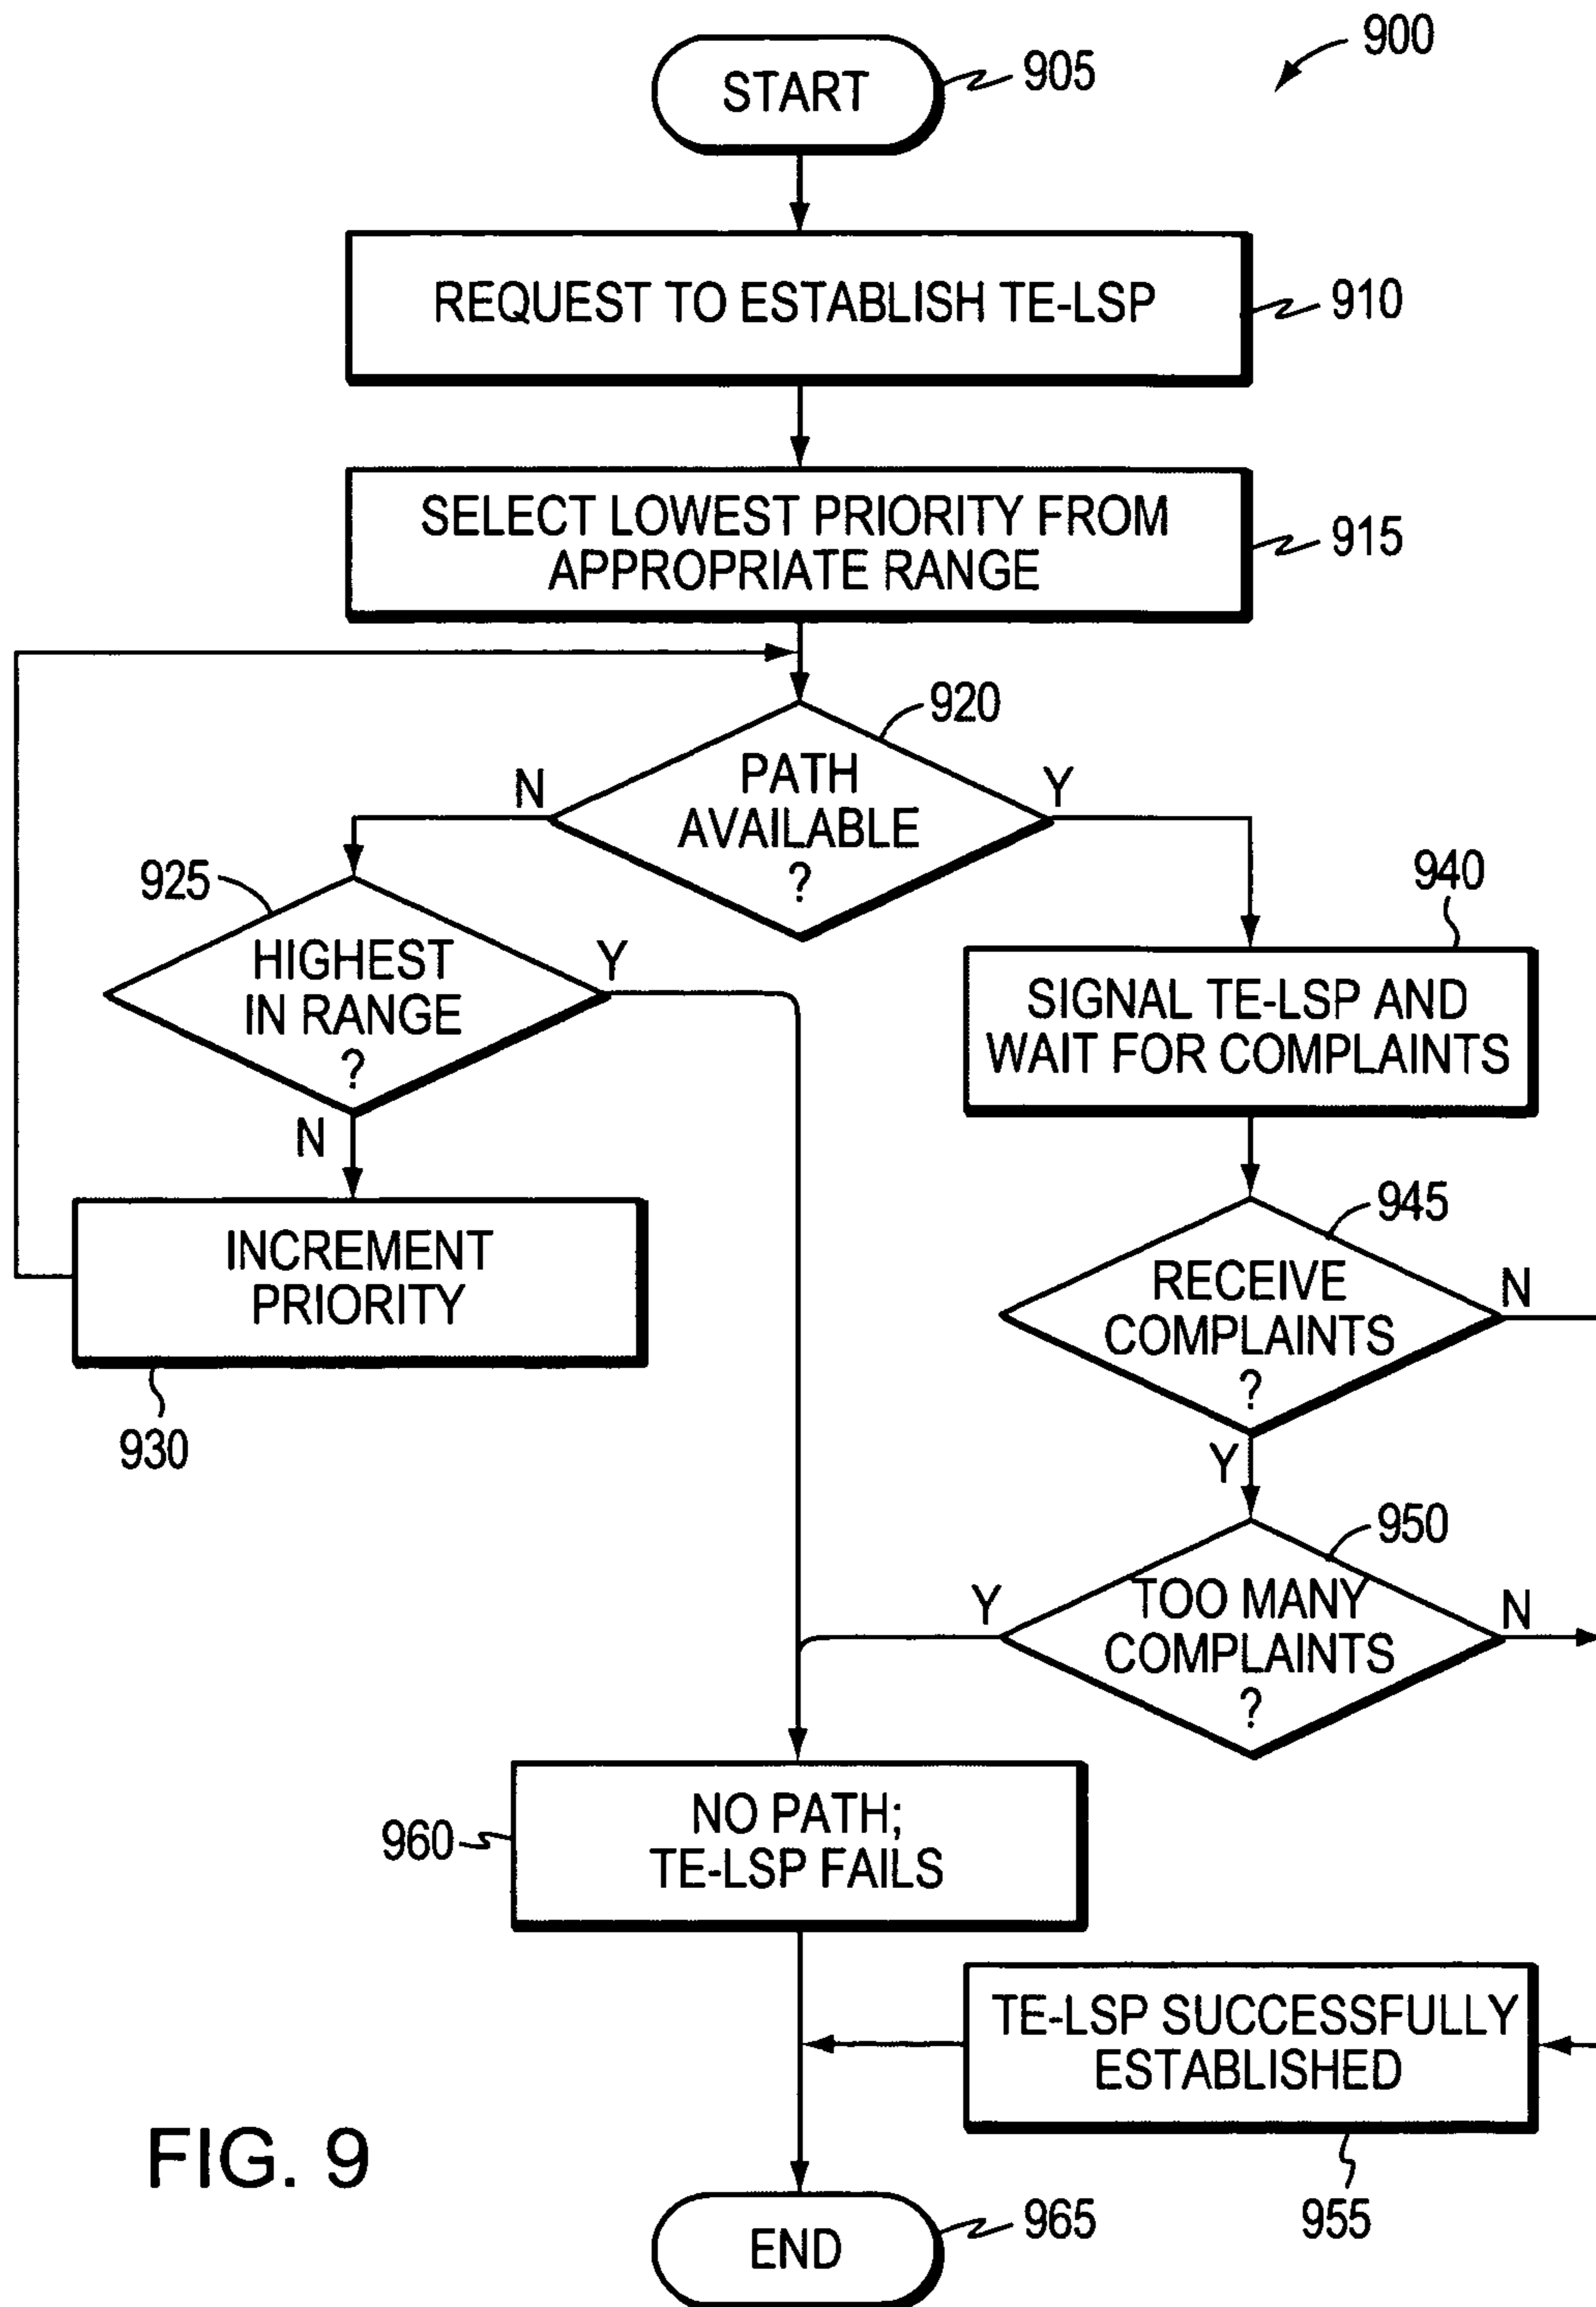 900
START
905
REQUEST TO ESTABLISH TE-LSP
910
SELECT LOWEST PRIORITY FROM
APPROPRIATE RANGE
915
920
PATH
AVAILABLE
?
N
Y
925
HIGHEST
IN RANGE
?
Y
N
940
SIGNAL TE-LSP AND
WAIT FOR COMPLAINTS
INCREMENT
PRIORITY
930
945
RECEIVE
COMPLAINTS
?
N
Y
950
TOO MANY
COMPLAINTS
?
Y
N
NO PATH;
TE-LSP FAILS
960
TE-LSP SUCCESSFULLY
ESTABLISHED
955
END
965
FIG. 9